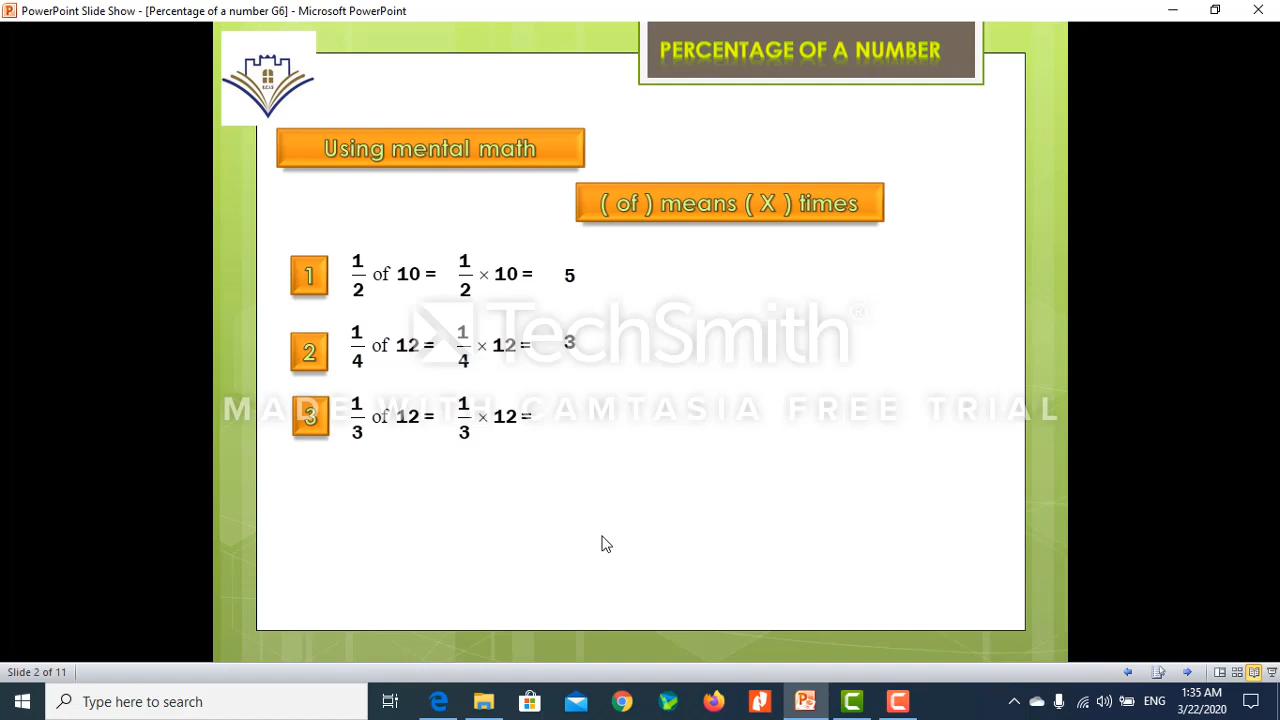 PowerPoint Slide Show - [Percentage of a number G6] - Microsoft PowerPoint
PERCENTAGE OF A NUMBER
Using mental math
( of ) means ( X ) times
1 1/2 of 10 = 1/2 × 10 = 5
2 1/4 of 12 = 1/4 × 12 = 3
TechSmith®
3 1/3 of 12 = 1/3 × 12 =
MADE WITH CAMTASIA FREE TRIAL
Slide 2 of 11
Type here to search
ENG
1:35 AM
3/22/2020